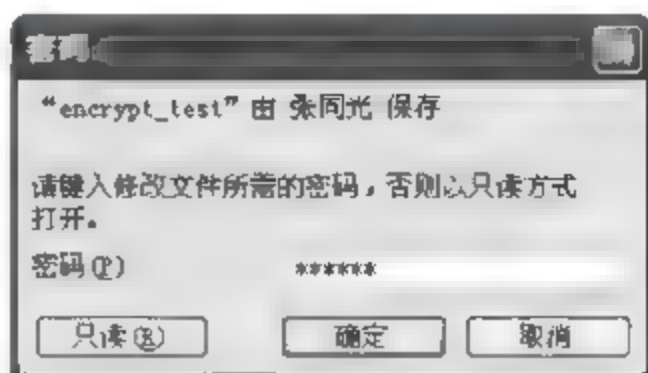 密码
“encrypt_test”由 张同光 保存
请键入修改文件所需的密码，否则以只读方式
打开。
密码(P)
******
只读(R)
确定
取消